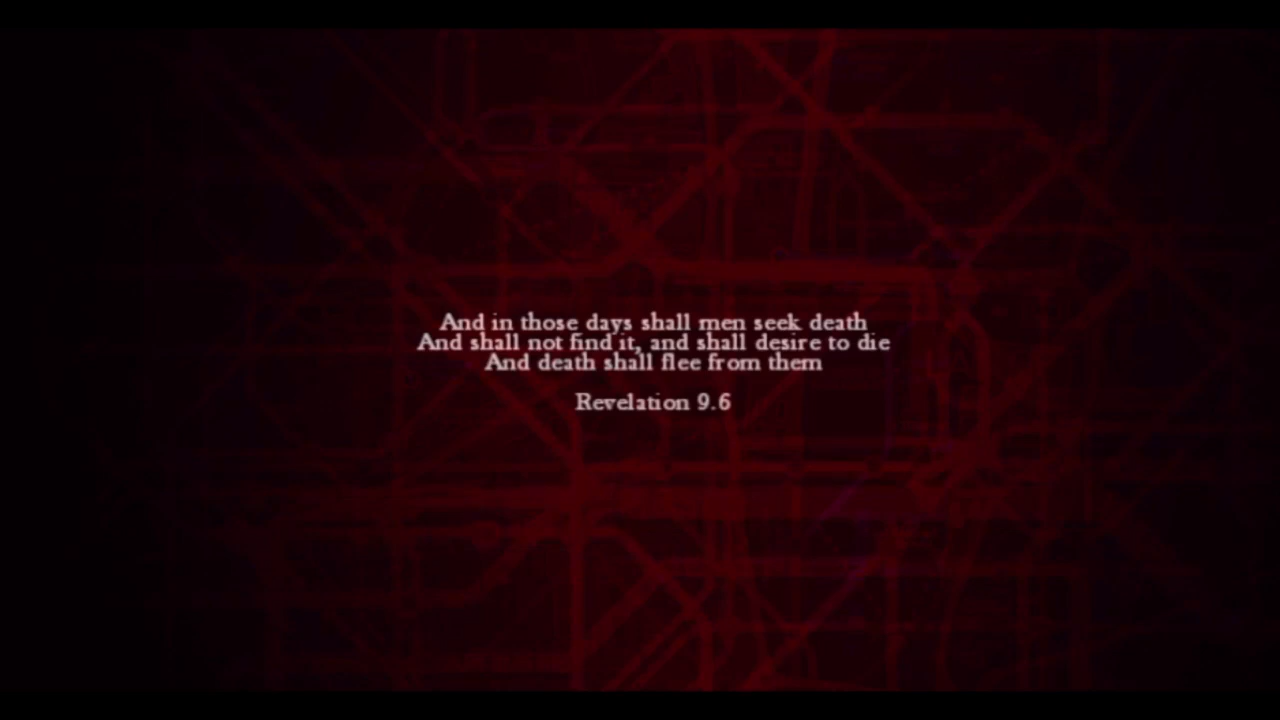 And in those days shall men seek death
And shall not find it, and shall desire to die
And death shall flee from them
Revelation 9.6